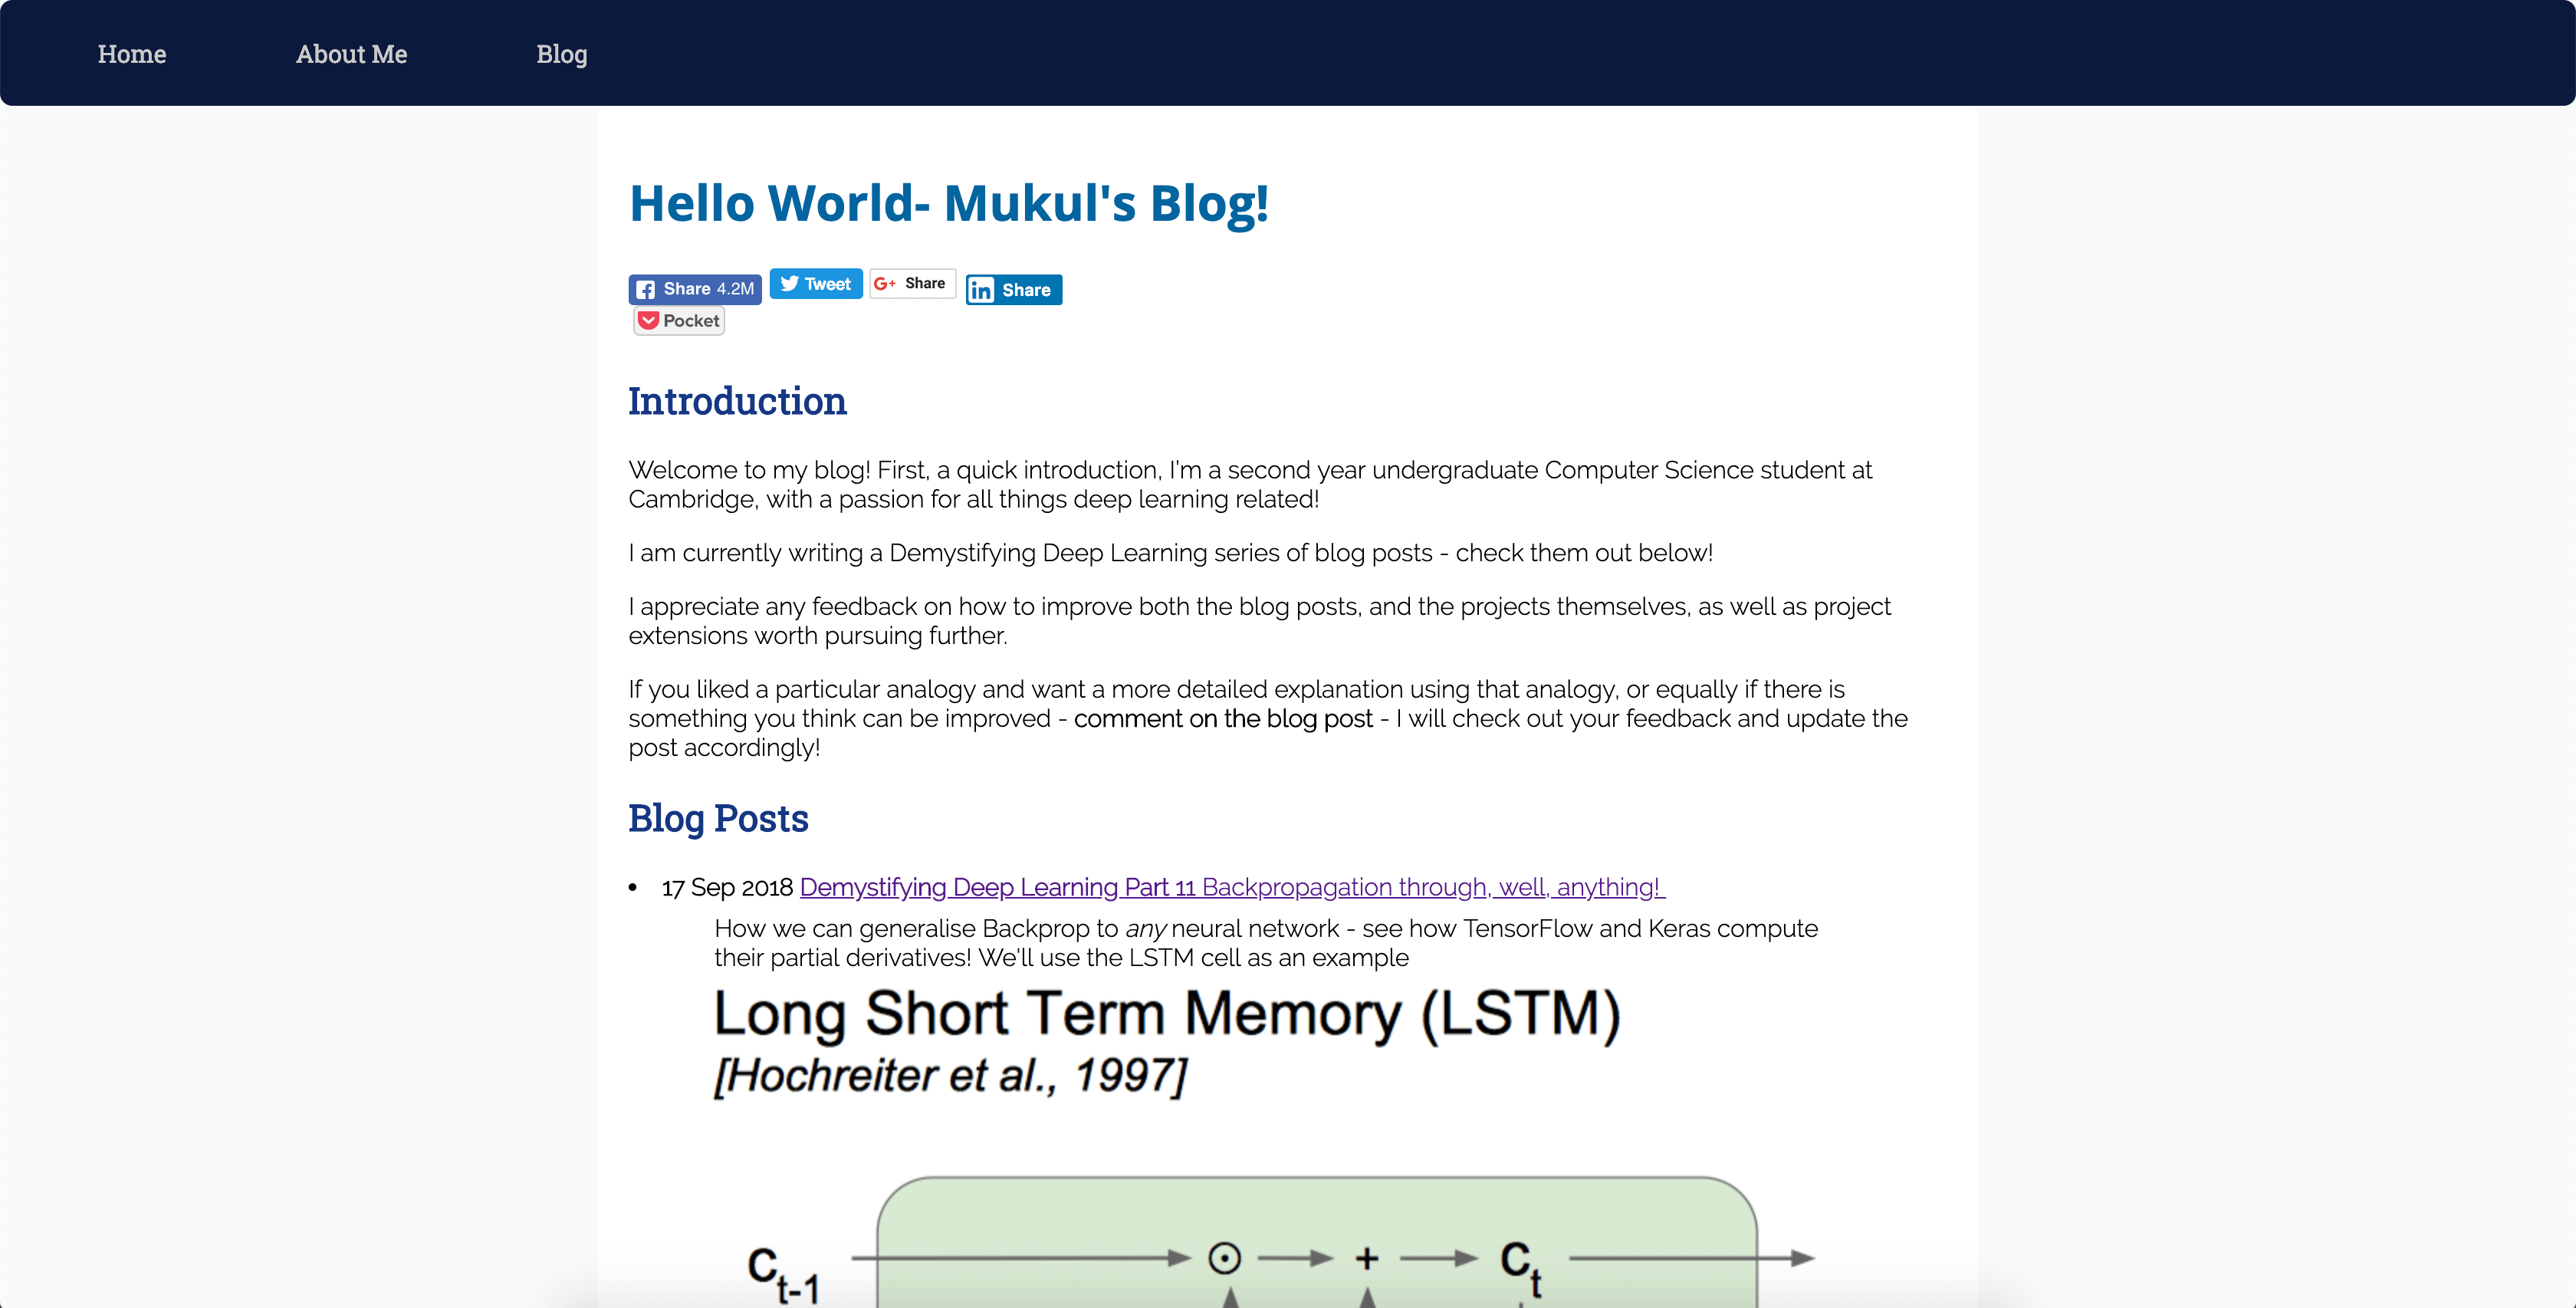 Home About Me Blog
Hello World- Mukul's Blog!
Share 4.2M Tweet G+ Share in Share
Pocket
Introduction
Welcome to my blog! First, a quick introduction, I'm a second year undergraduate Computer Science student at
Cambridge, with a passion for all things deep learning related!
I am currently writing a Demystifying Deep Learning series of blog posts - check them out below!
I appreciate any feedback on how to improve both the blog posts, and the projects themselves, as well as project
extensions worth pursuing further.
If you liked a particular analogy and want a more detailed explanation using that analogy, or equally if there is
something you think can be improved - comment on the blog post - I will check out your feedback and update the
post accordingly!
Blog Posts
• 17 Sep 2018 Demystifying Deep Learning Part 11 Backpropagation through, well, anything!
How we can generalise Backprop to any neural network - see how TensorFlow and Keras compute
their partial derivatives! We'll use the LSTM cell as an example
Long Short Term Memory (LSTM)
[Hochreiter et al., 1997]
c t-1 ⊙ + c t